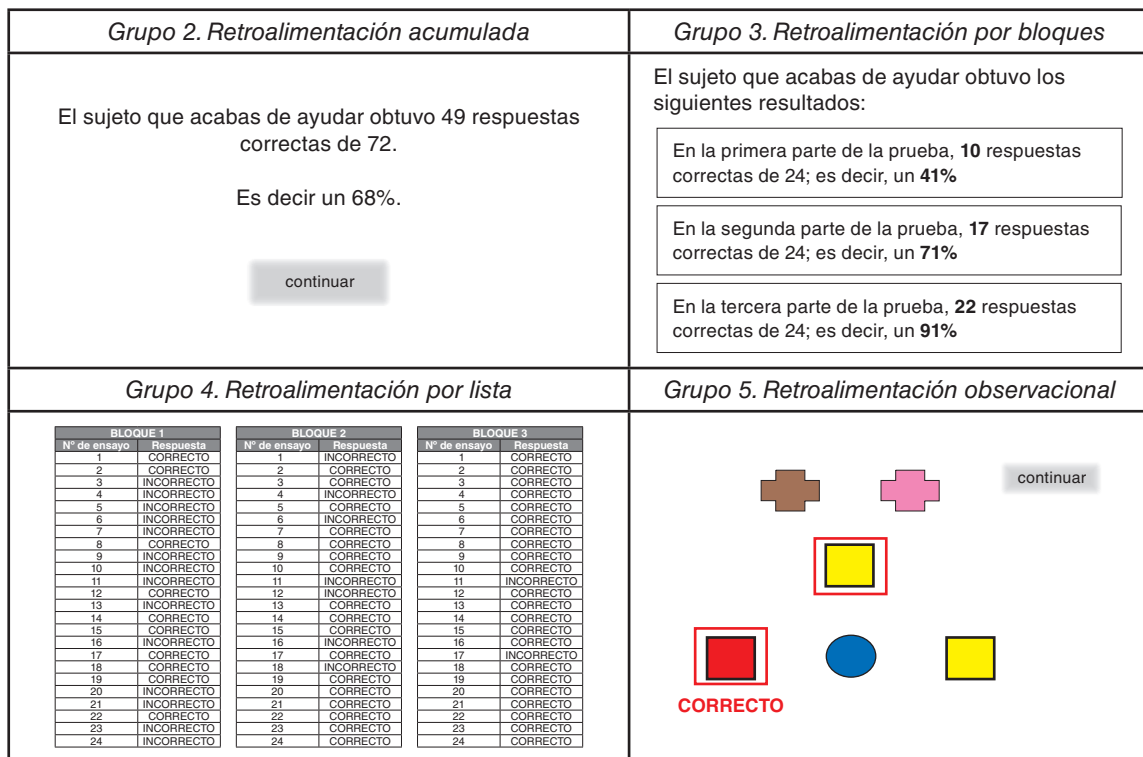 Grupo 2. Retroalimentación acumulada
El sujeto que acabas de ayudar obtuvo 49 respuestas
correctas de 72.
Es decir un 68%.
continuar
Grupo 3. Retroalimentación por bloques
El sujeto que acabas de ayudar obtuvo los
siguientes resultados:
En la primera parte de la prueba, 10 respuestas
correctas de 24; es decir, un 41%
En la segunda parte de la prueba, 17 respuestas
correctas de 24; es decir, un 71%
En la tercera parte de la prueba, 22 respuestas
correctas de 24; es decir, un 91%
Grupo 4. Retroalimentación por lista
BLOQUE 1
Nº de ensayo Respuesta
1 CORRECTO
2 CORRECTO
3 INCORRECTO
4 INCORRECTO
5 INCORRECTO
6 INCORRECTO
7 INCORRECTO
8 CORRECTO
9 INCORRECTO
10 INCORRECTO
11 INCORRECTO
12 CORRECTO
13 INCORRECTO
14 CORRECTO
15 CORRECTO
16 INCORRECTO
17 CORRECTO
18 CORRECTO
19 CORRECTO
20 INCORRECTO
21 INCORRECTO
22 CORRECTO
23 INCORRECTO
24 INCORRECTO
BLOQUE 2
Nº de ensayo Respuesta
1 INCORRECTO
2 CORRECTO
3 CORRECTO
4 INCORRECTO
5 CORRECTO
6 INCORRECTO
7 CORRECTO
8 CORRECTO
9 CORRECTO
10 CORRECTO
11 INCORRECTO
12 INCORRECTO
13 CORRECTO
14 CORRECTO
15 CORRECTO
16 INCORRECTO
17 CORRECTO
18 INCORRECTO
19 CORRECTO
20 CORRECTO
21 CORRECTO
22 CORRECTO
23 CORRECTO
24 CORRECTO
BLOQUE 3
Nº de ensayo Respuesta
1 CORRECTO
2 CORRECTO
3 CORRECTO
4 CORRECTO
5 CORRECTO
6 CORRECTO
7 CORRECTO
8 CORRECTO
9 CORRECTO
10 CORRECTO
11 INCORRECTO
12 CORRECTO
13 CORRECTO
14 CORRECTO
15 CORRECTO
16 CORRECTO
17 INCORRECTO
18 CORRECTO
19 CORRECTO
20 CORRECTO
21 CORRECTO
22 CORRECTO
23 CORRECTO
24 CORRECTO
Grupo 5. Retroalimentación observacional
continuar
CORRECTO